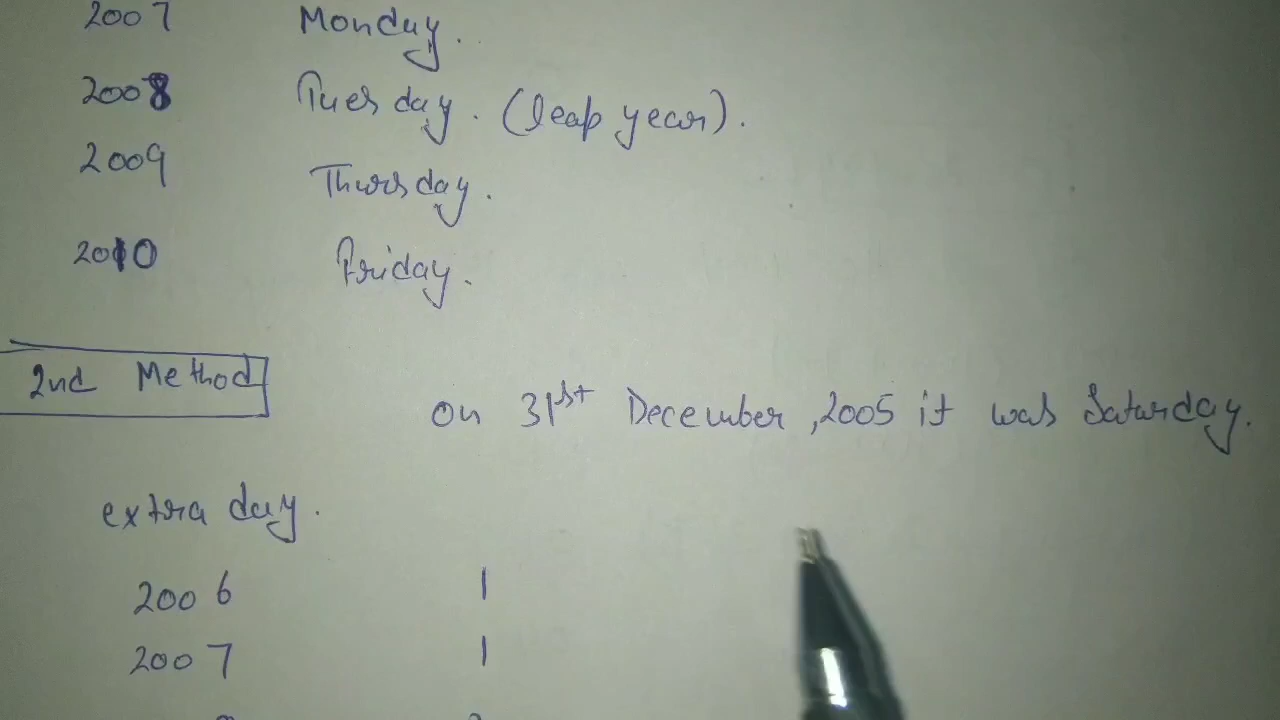 2007 Monday.
2008 Tuesday. (leap year).
2009 Thursday.
2010 Friday.
2nd Method
On 31st December, 2005 it was Saturday.
extra day.
2006 1
2007 1